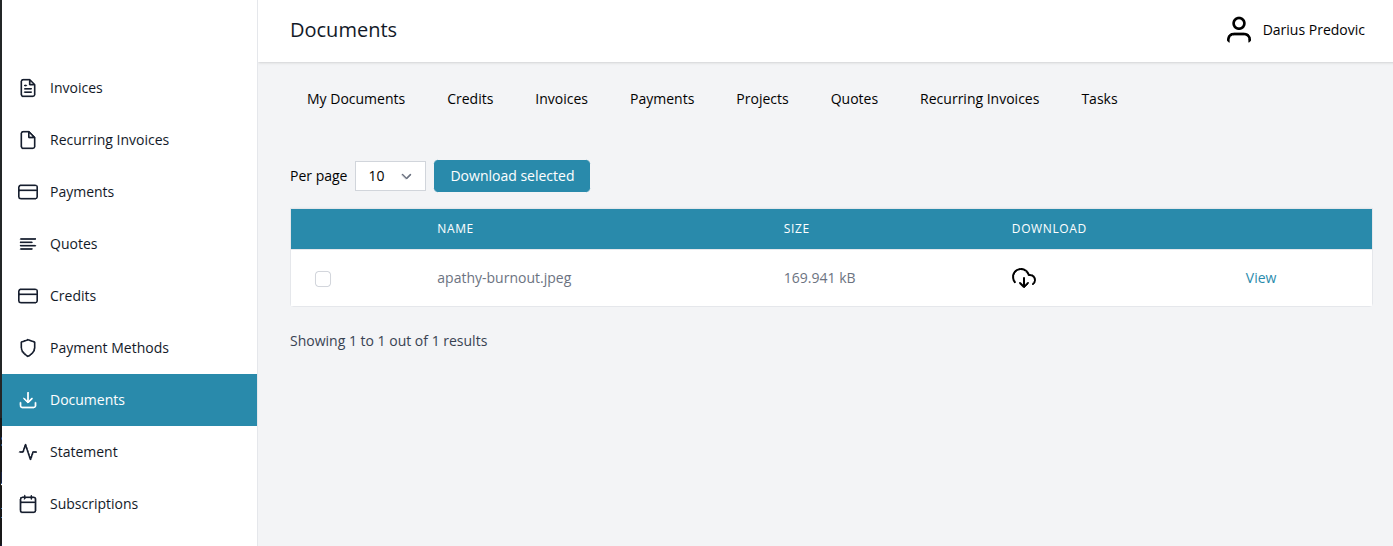 Documents
Darius Predovic
Invoices
Recurring Invoices
Payments
Quotes
Credits
Payment Methods
Documents
Statement
Subscriptions
My Documents Credits Invoices Payments Projects Quotes Recurring Invoices Tasks
Per page 10 Download selected
NAME SIZE DOWNLOAD
apathy-burnout.jpeg 169.941 kB View
Showing 1 to 1 out of 1 results